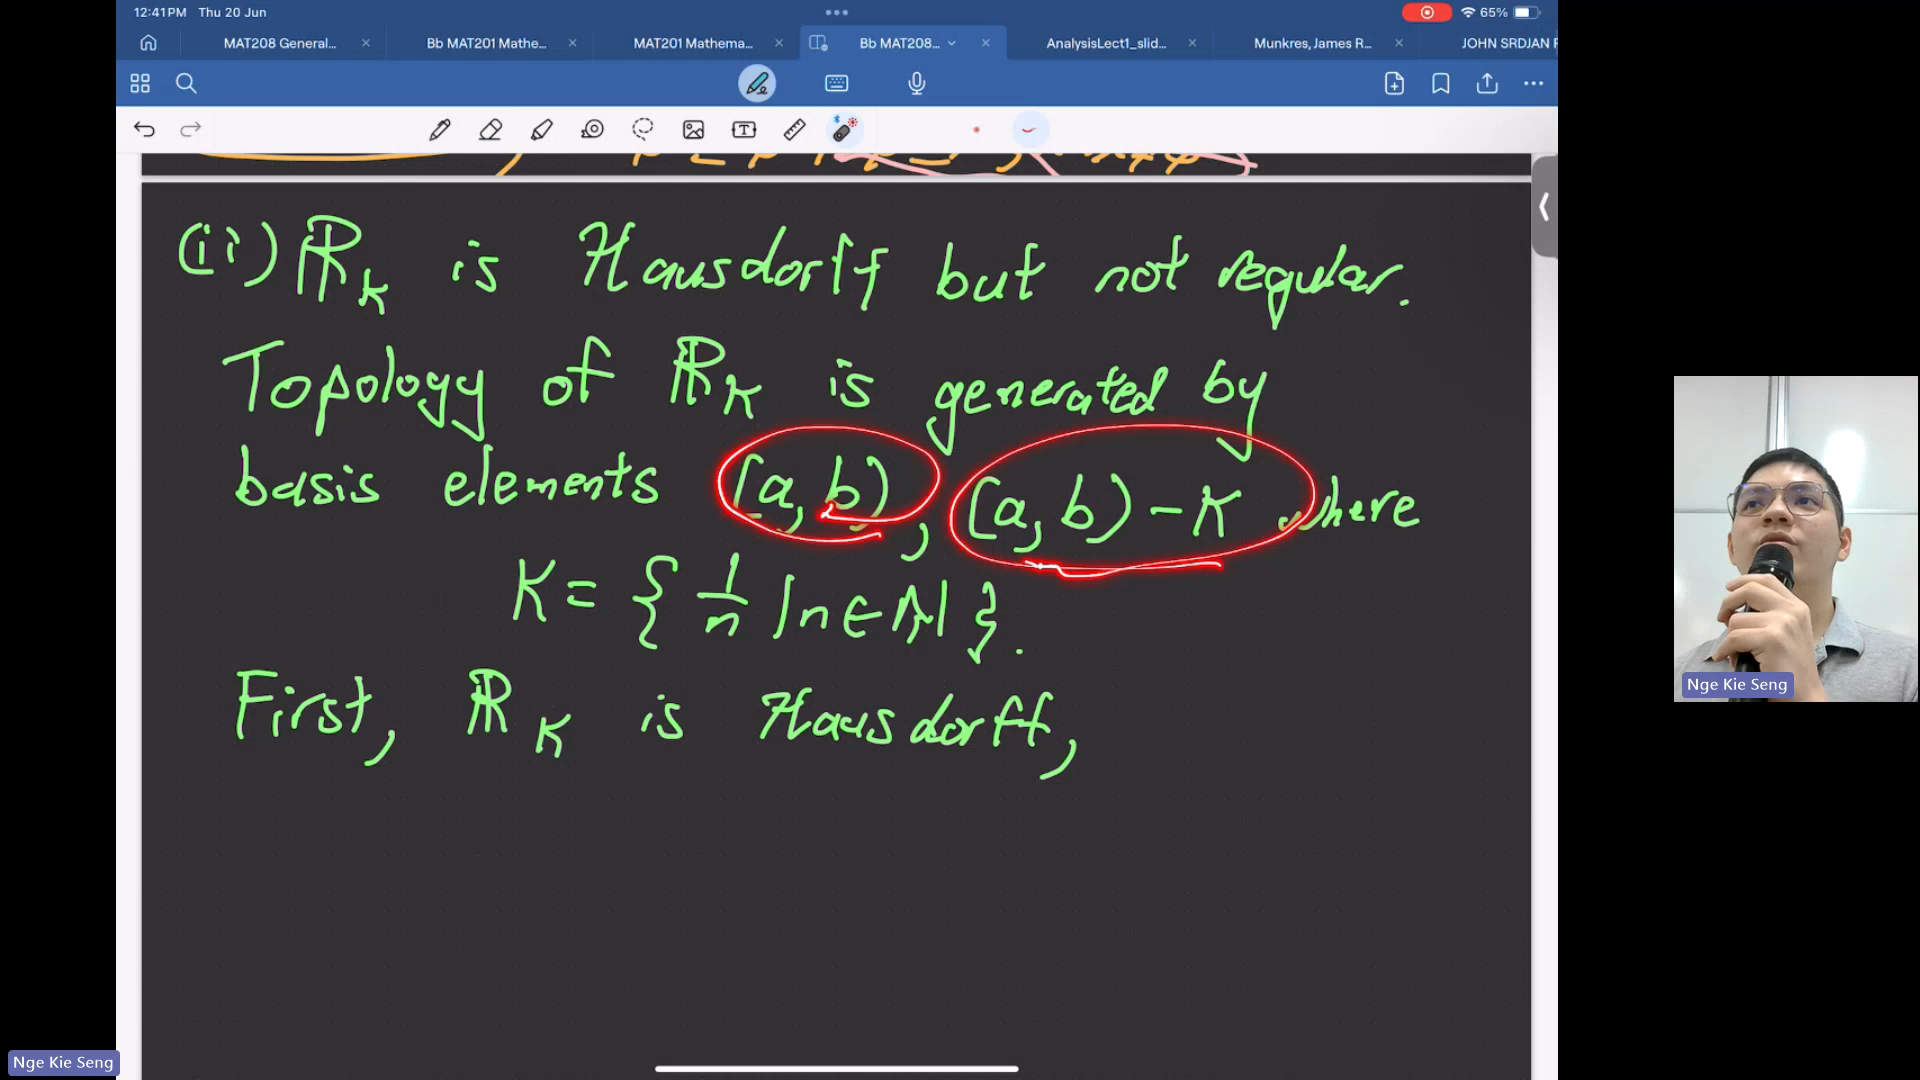 12:41PM Thu 20 Jun
65%
MAT208 General...
Bb MAT201 Mathe...
MAT201 Mathema...
Bb MAT208...
AnalysisLect1_slid...
Munkres, James R...
JOHN SRDJAN
(ii) ℝ_K is Hausdorff but not regular.
Topology of ℝ_K is generated by
basis elements [a, b), [a, b) - K where
K = { 1/n | n ∈ ℕ }.
First, ℝ_K is Hausdorff,
Nge Kie Seng
Nge Kie Seng